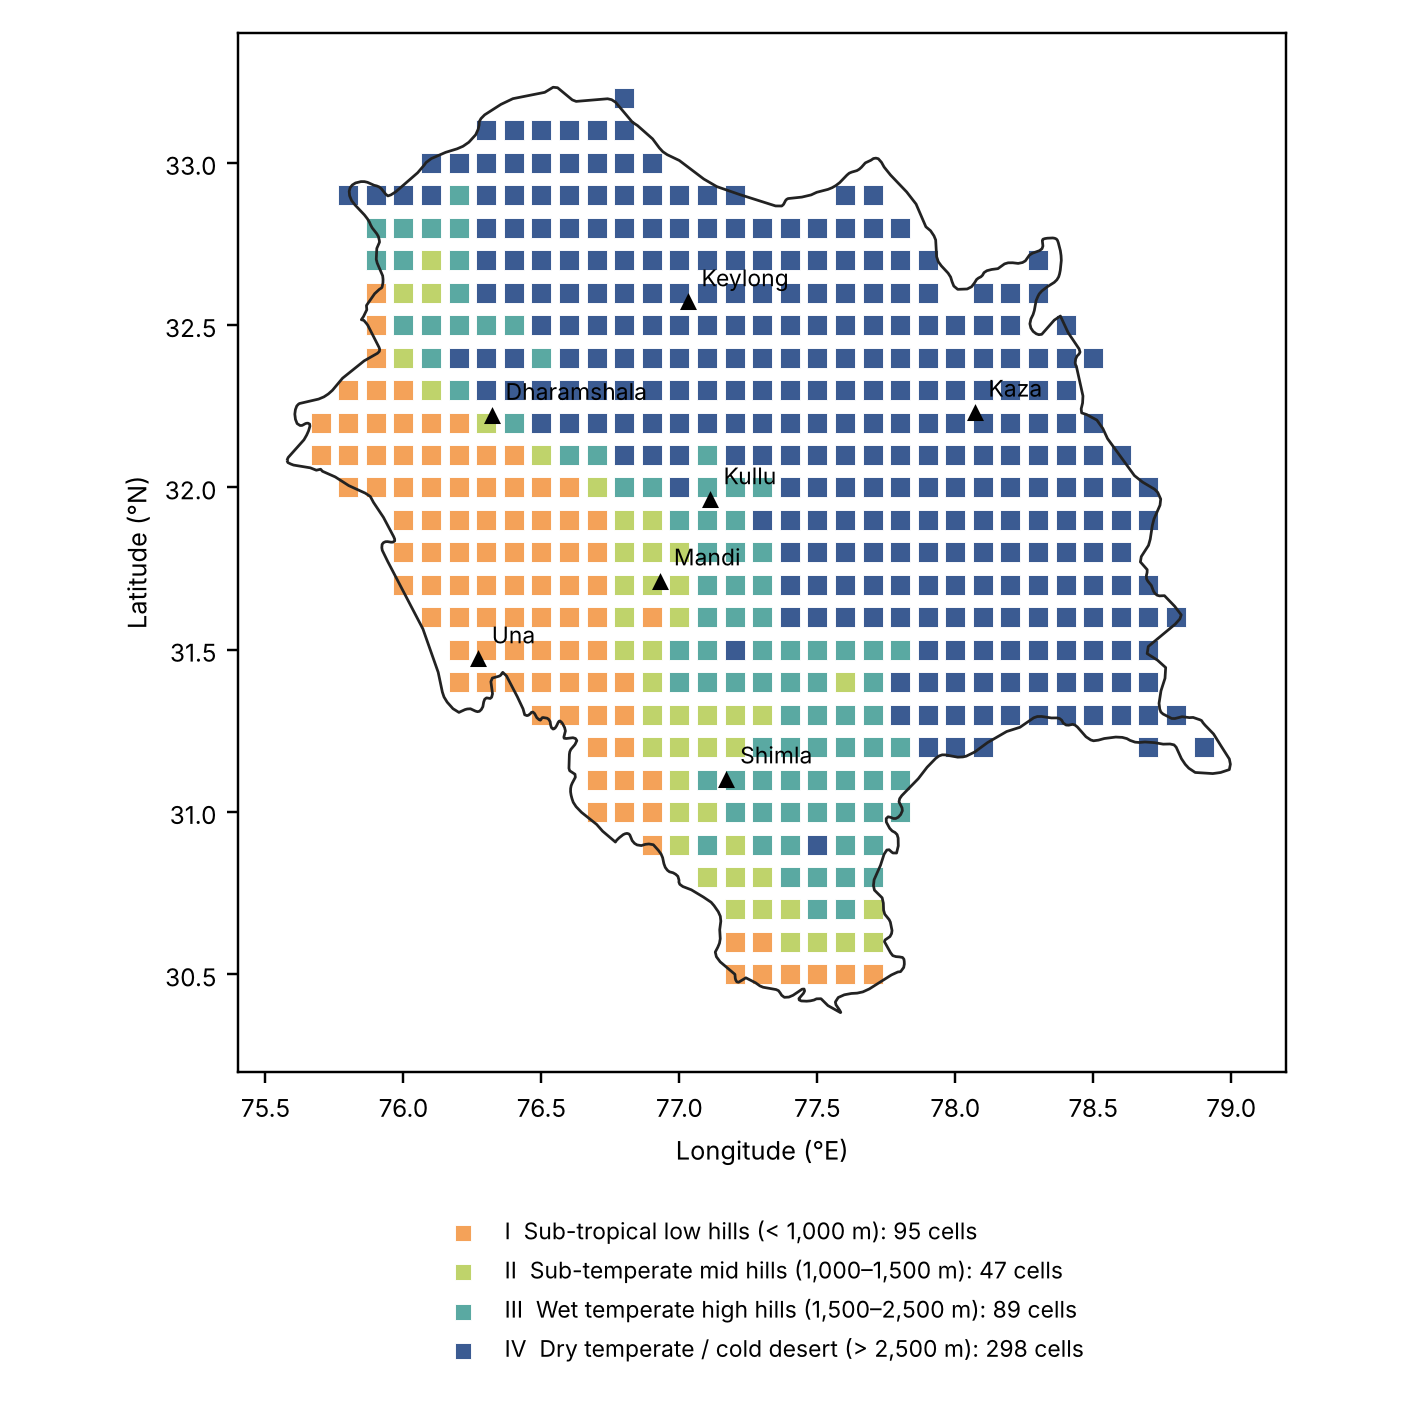 33.0
32.5
32.0
31.5
31.0
30.5
Latitude (°N)
Keylong
Dharamshala
Kaza
Kullu
Mandi
Una
Shimla
75.5 76.0 76.5 77.0 77.5 78.0 78.5 79.0
Longitude (°E)
I Sub-tropical low hills (< 1,000 m): 95 cells
II Sub-temperate mid hills (1,000–1,500 m): 47 cells
III Wet temperate high hills (1,500–2,500 m): 89 cells
IV Dry temperate / cold desert (> 2,500 m): 298 cells